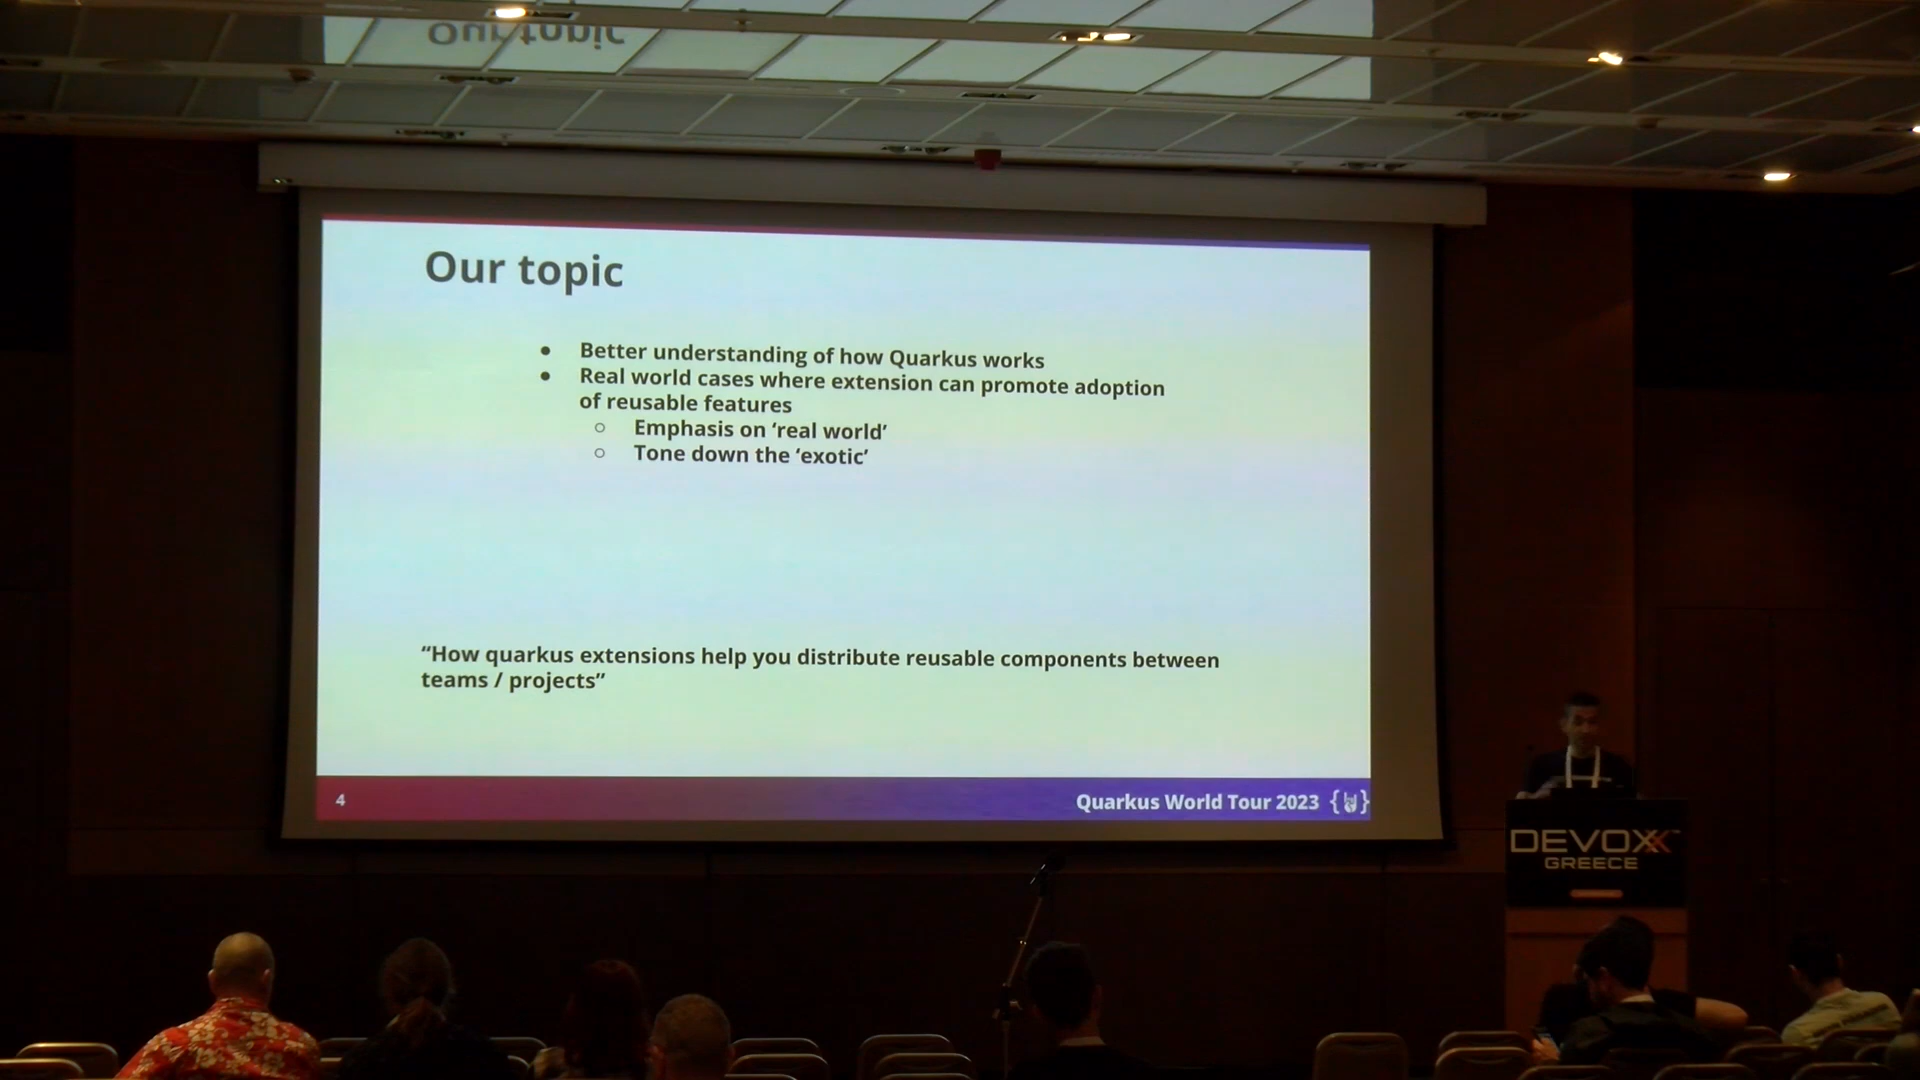 Our topic
● Better understanding of how Quarkus works
● Real world cases where extension can promote adoption
of reusable features
○ Emphasis on ‘real world’
○ Tone down the ‘exotic’
“How quarkus extensions help you distribute reusable components between
teams / projects”
4
Quarkus World Tour 2023
DEVOXX
GREECE